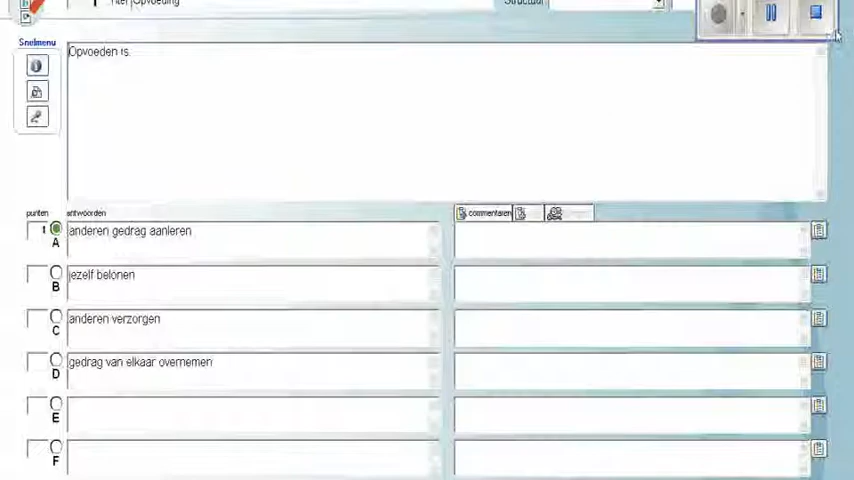 Titel Opvoeding
Structuur
Snelmenu
Opvoeden is
punten
antwoorden
commentaren
1
anderen gedrag aanleren
A
jezelf belonen
B
anderen verzorgen
C
gedrag van elkaar overnemen
D
E
F